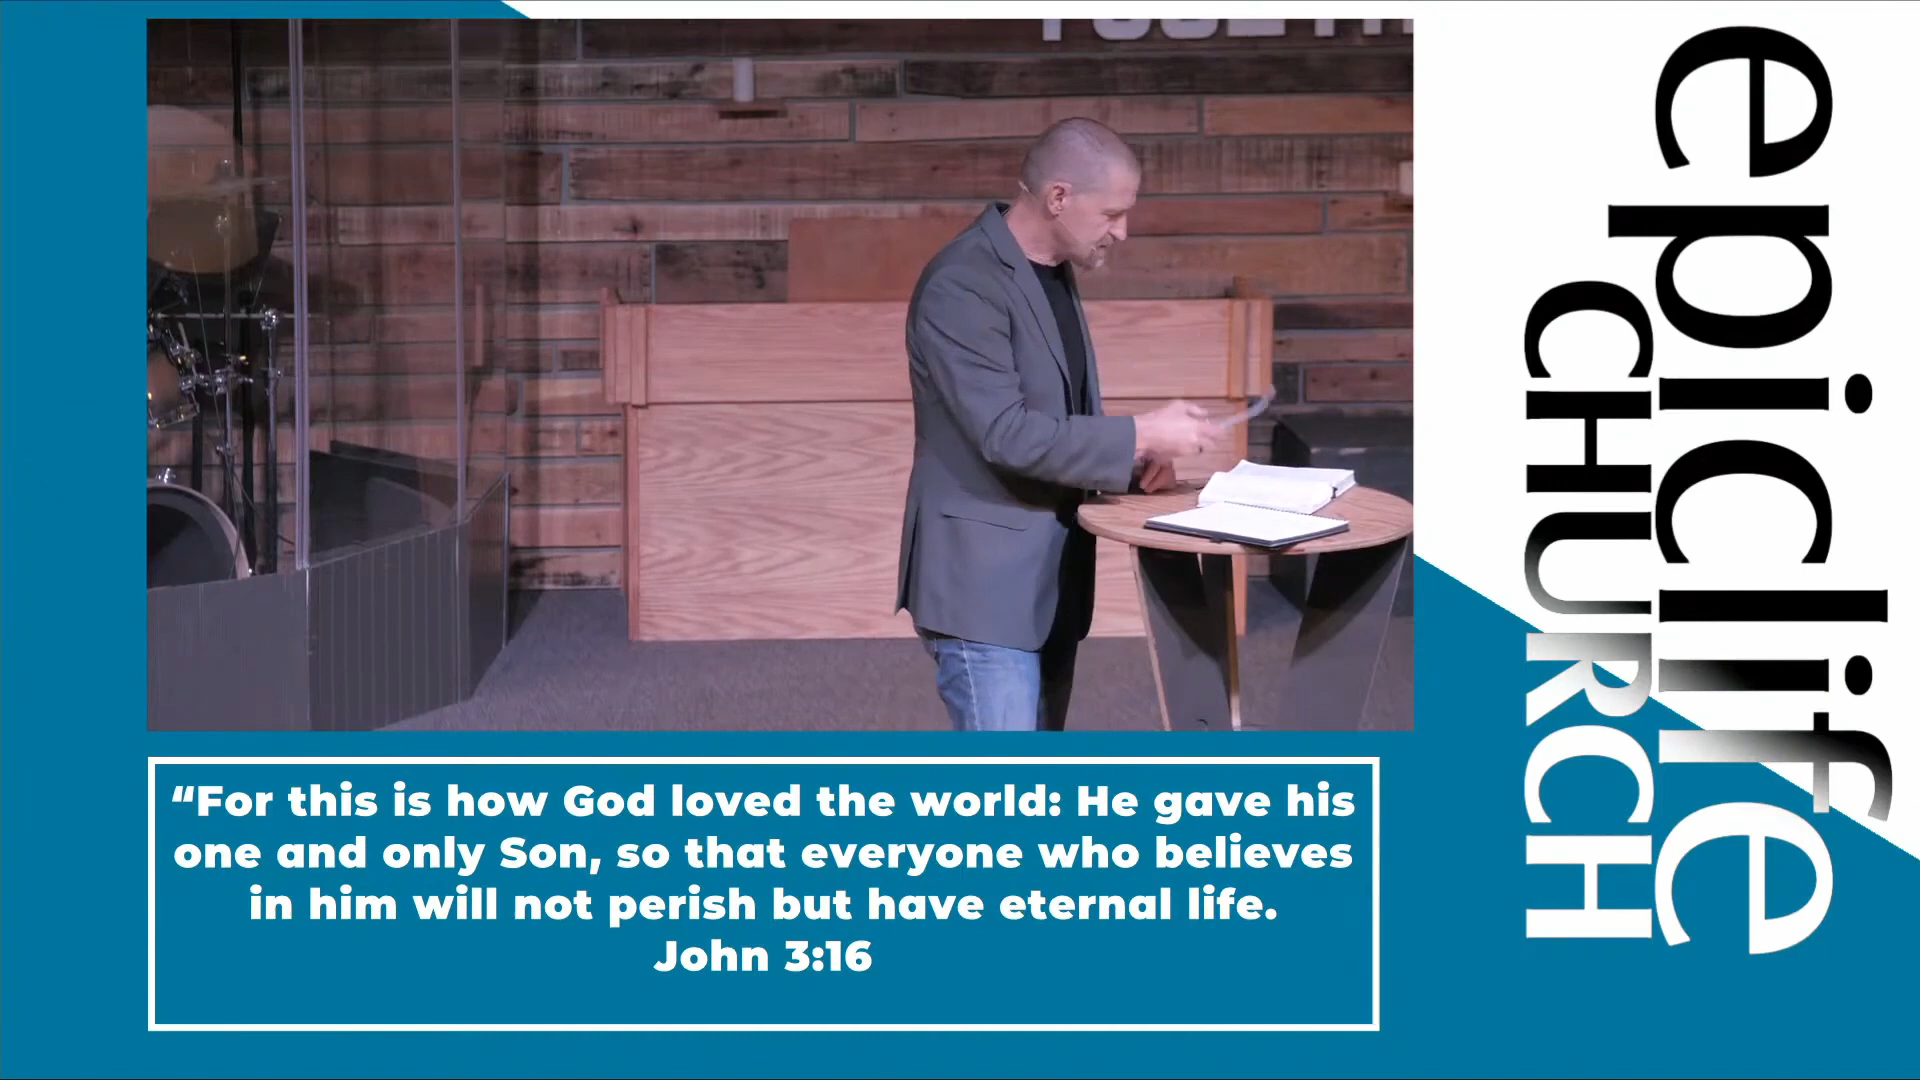 “For this is how God loved the world: He gave his
one and only Son, so that everyone who believes
in him will not perish but have eternal life.
John 3:16
epiclife
CHURCH